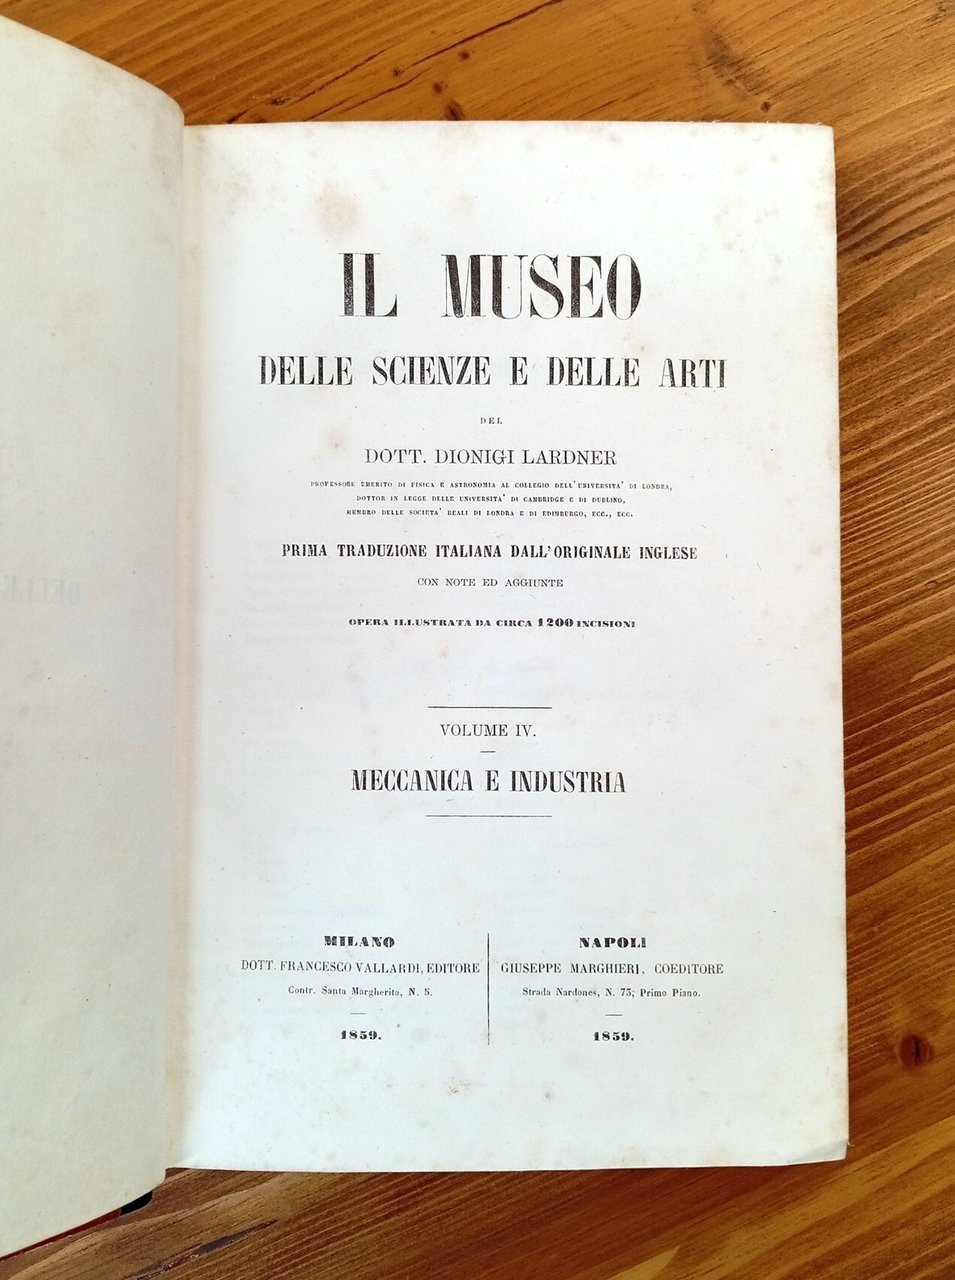 IL MUSEO
DELLE SCIENZE E DELLE ARTI
DEL
DOTT. DIONIGI LARDNER
PROFESSORE EMERITO DI FISICA E ASTRONOMIA AL COLLEGIO DELL'UNIVERSITA' DI LONDRA,
DOTTOR IN LEGGE DELLE UNIVERSITA' DI CAMBRIDGE E DI DUBLINO,
MEMBRO DELLE SOCIETA' REALI DI LONDRA E DI EDIMBURGO, ECC., ECC.
PRIMA TRADUZIONE ITALIANA DALL'ORIGINALE INGLESE
CON NOTE ED AGGIUNTE
OPERA ILLUSTRATA DA CIRCA 1200 INCISIONI
VOLUME IV.
MECCANICA E INDUSTRIA
MILANO
DOTT. FRANCESCO VALLARDI, EDITORE
Contr. Santa Margherita, N. 5.
1859.
NAPOLI
GIUSEPPE MARGHIERI, COEDITORE
Strada Nardones, N. 75; Primo Piano.
1859.